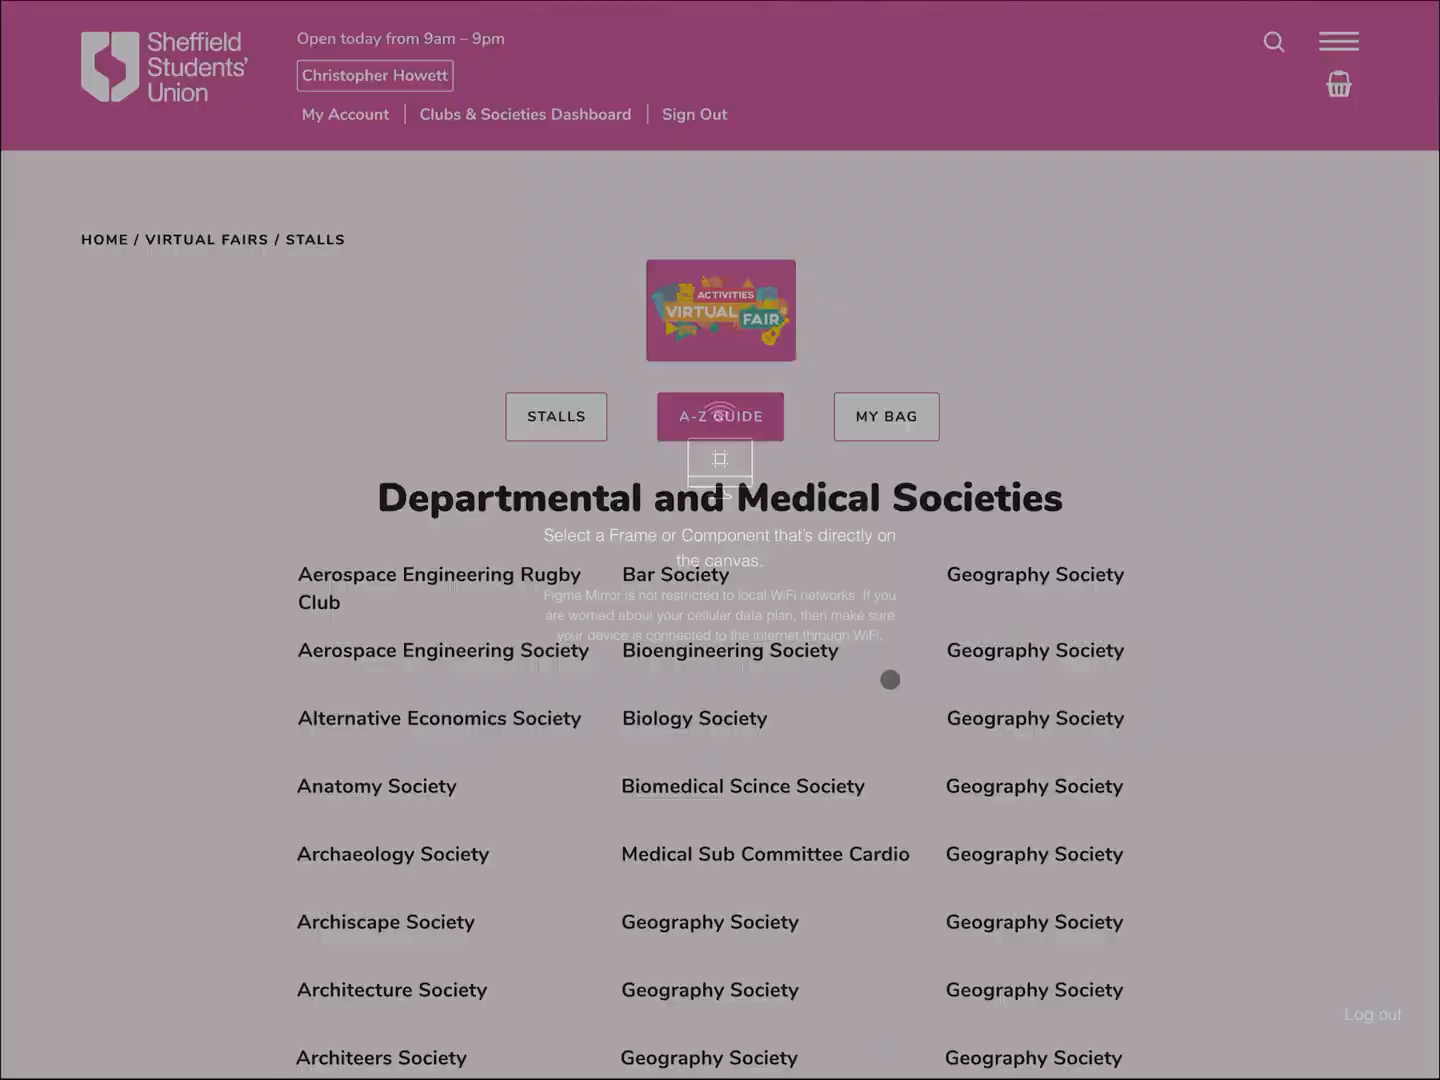 Sheffield
Students'
Union
Open today from 9am – 9pm
Christopher Howett
My Account
Clubs & Societies Dashboard
Sign Out
HOME / VIRTUAL FAIRS / STALLS
ACTIVITIES
VIRTUAL
FAIR
STALLS
A-Z GUIDE
MY BAG
Departmental and Medical Societies
Select a Frame or Component that's directly on
the canvas.
Figma Mirror is not restricted to local WiFi networks. If you
are worried about your cellular data plan, then make sure
your device is connected to the internet through WiFi.
Aerospace Engineering Rugby
Club
Bar Society
Geography Society
Aerospace Engineering Society
Bioengineering Society
Geography Society
Alternative Economics Society
Biology Society
Geography Society
Anatomy Society
Biomedical Scince Society
Geography Society
Archaeology Society
Medical Sub Committee Cardio
Geography Society
Archiscape Society
Geography Society
Geography Society
Architecture Society
Geography Society
Geography Society
Log out
Architeers Society
Geography Society
Geography Society